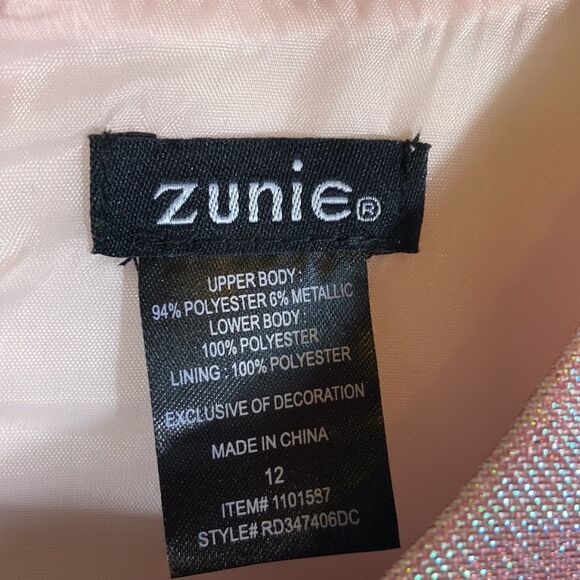 zunie®
UPPER BODY :
94% POLYESTER 6% METALLIC
LOWER BODY :
100% POLYESTER
LINING : 100% POLYESTER
EXCLUSIVE OF DECORATION
MADE IN CHINA
12
ITEM# 1101587
STYLE# RD347406DC